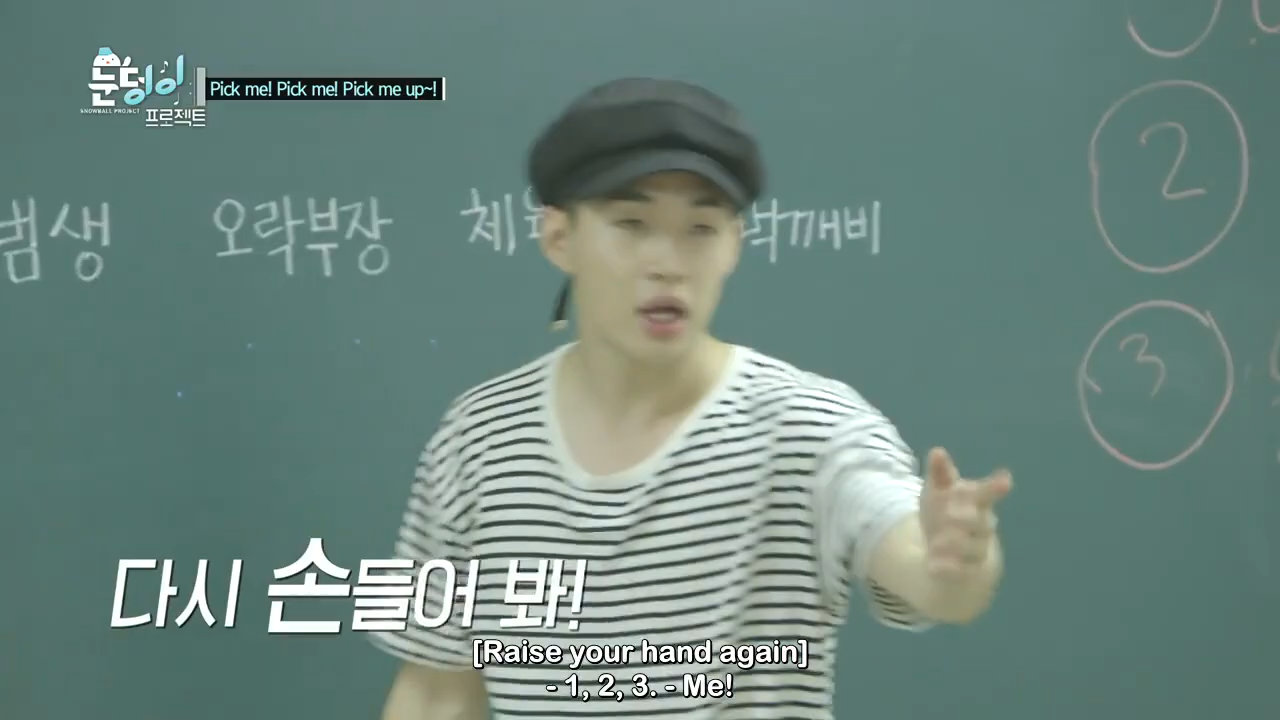 눈덩이
SNOWBALL PROJECT
프로젝트
Pick me! Pick me! Pick me up~!
2
범생 오락부장 체육 깨비
3
다시 손들어 봐!
[Raise your hand again]
- 1, 2, 3. - Me!